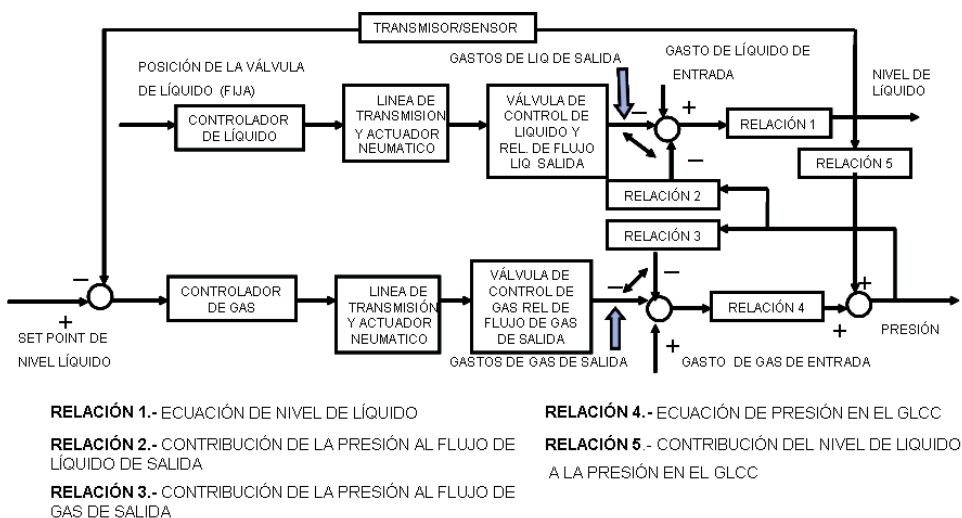 TRANSMISOR/SENSOR
GASTOS DE LIQ DE SALIDA
GASTO DE LÍQUIDO DE
ENTRADA
POSICIÓN DE LA VÁLVULA
DE LÍQUIDO (FIJA)
NIVEL DE
LÍQUIDO
CONTROLADOR
DE LÍQUIDO
LINEA DE
TRANSMISION
Y ACTUADOR
NEUMATICO
VÁLVULA DE
CONTROL DE
LIQUIDO Y
REL. DE FLUJO
LIQ SALIDA
−
+
−
RELACIÓN 1
RELACIÓN 5
RELACIÓN 2
RELACIÓN 3
−
+
SET POINT DE
NIVEL LÍQUIDO
CONTROLADOR
DE GAS
LINEA DE
TRANSMISIÓN
Y ACTUADOR
NEUMATICO
VÁLVULA DE
CONTROL DE
GAS REL DE
FLUJO DE GAS
DE SALIDA
−
−
+
RELACIÓN 4
+
+
PRESIÓN
GASTOS DE GAS DE SALIDA
GASTO DE GAS DE ENTRADA
RELACIÓN 1.- ECUACIÓN DE NIVEL DE LÍQUIDO
RELACIÓN 2.- CONTRIBUCIÓN DE LA PRESIÓN AL FLUJO DE
LÍQUIDO DE SALIDA
RELACIÓN 3.- CONTRIBUCIÓN DE LA PRESIÓN AL FLUJO DE
GAS DE SALIDA
RELACIÓN 4.- ECUACIÓN DE PRESIÓN EN EL GLCC
RELACIÓN 5.- CONTRIBUCIÓN DEL NIVEL DE LIQUIDO
A LA PRESIÓN EN EL GLCC